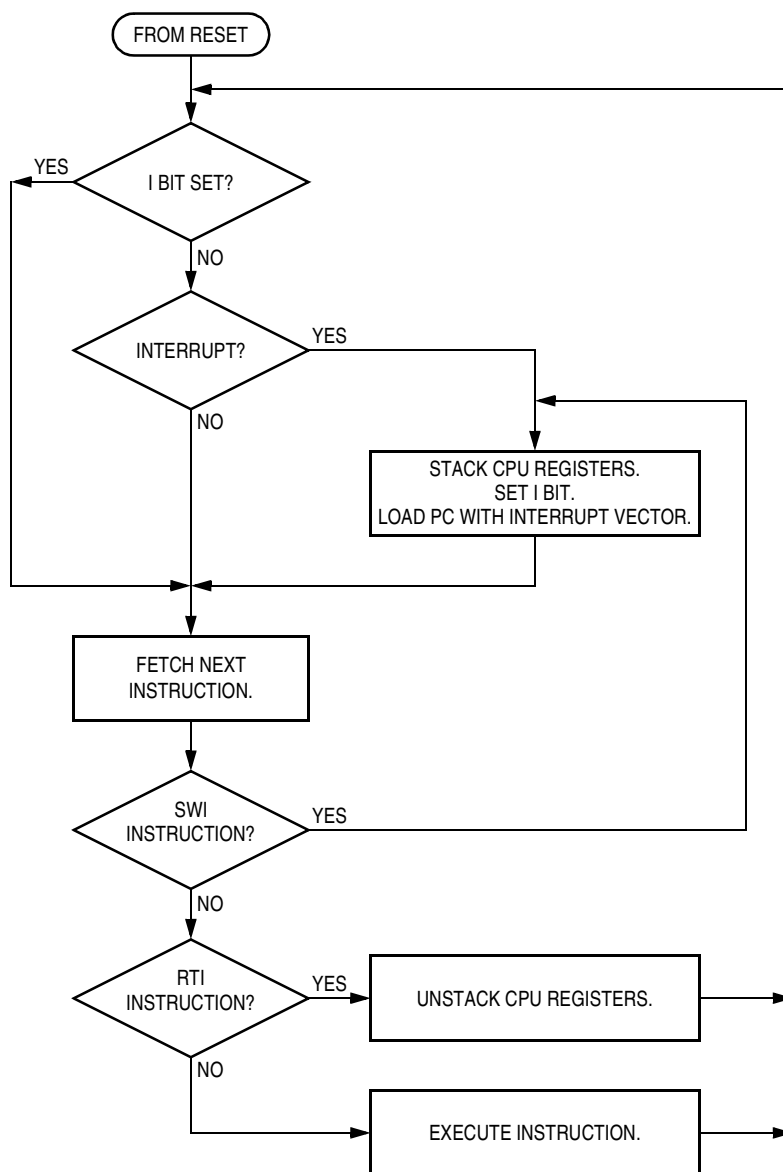 FROM RESET
YES
I BIT SET?
NO
INTERRUPT?
YES
NO
STACK CPU REGISTERS.
SET I BIT.
LOAD PC WITH INTERRUPT VECTOR.
FETCH NEXT
INSTRUCTION.
SWI
INSTRUCTION?
YES
NO
RTI
INSTRUCTION?
YES
UNSTACK CPU REGISTERS.
NO
EXECUTE INSTRUCTION.